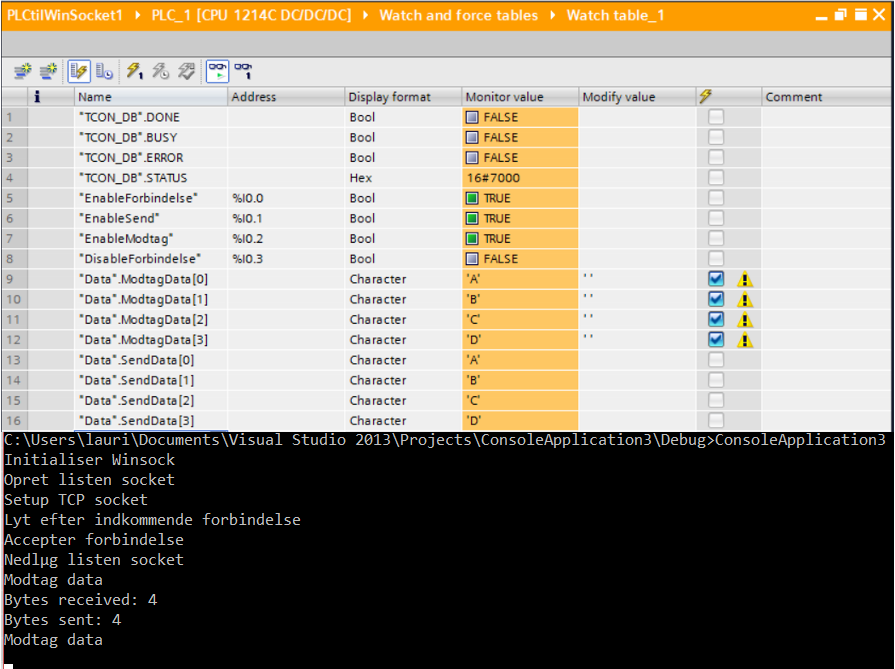 PLCtilWinSocket1 PLC_1 [CPU 1214C DC/DC/DC] Watch and force tables Watch table_1
i Name Address Display format Monitor value Modify value Comment
1 "TCON_DB".DONE Bool FALSE
2 "TCON_DB".BUSY Bool FALSE
3 "TCON_DB".ERROR Bool FALSE
4 "TCON_DB".STATUS Hex 16#7000
5 "EnableForbindelse" %I0.0 Bool TRUE
6 "EnableSend" %I0.1 Bool TRUE
7 "EnableModtag" %I0.2 Bool TRUE
8 "DisableForbindelse" %I0.3 Bool FALSE
9 "Data".ModtagData[0] Character 'A' ' '
10 "Data".ModtagData[1] Character 'B' ' '
11 "Data".ModtagData[2] Character 'C' ' '
12 "Data".ModtagData[3] Character 'D' ' '
13 "Data".SendData[0] Character 'A'
14 "Data".SendData[1] Character 'B'
15 "Data".SendData[2] Character 'C'
16 "Data".SendData[3] Character 'D'
C:\Users\lauri\Documents\Visual Studio 2013\Projects\ConsoleApplication3\Debug>ConsoleApplication3
Initialiser Winsock
Opret listen socket
Setup TCP socket
Lyt efter indkommende forbindelse
Accepter forbindelse
Nedlµg listen socket
Modtag data
Bytes received: 4
Bytes sent: 4
Modtag data